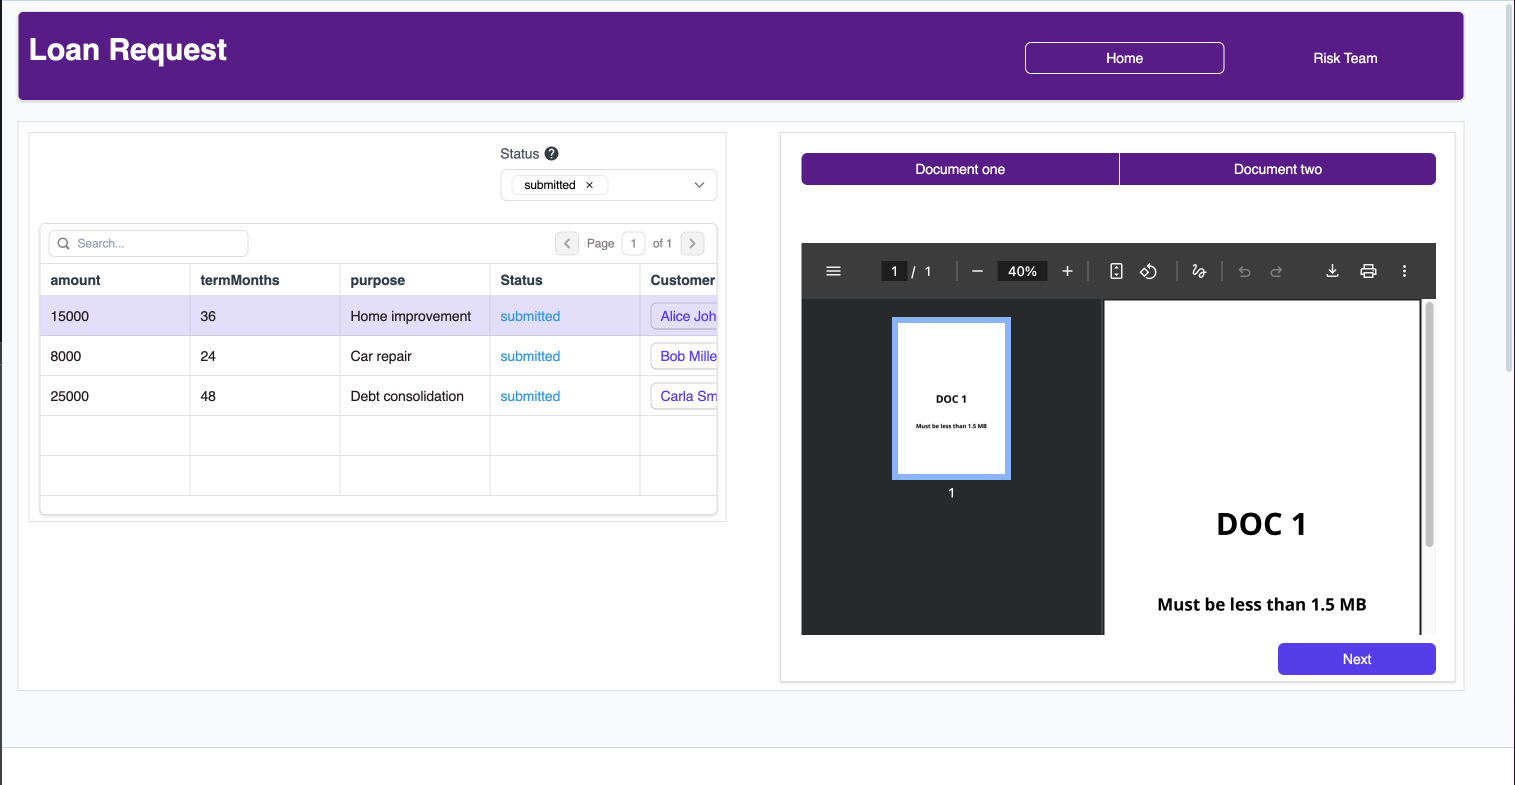 Loan Request
Home
Risk Team
Status ?
submitted ×
Search...
Page 1 of 1
amount termMonths purpose Status Customer
15000 36 Home improvement submitted Alice Joh
8000 24 Car repair submitted Bob Mille
25000 48 Debt consolidation submitted Carla Sm
Document one
Document two
1 / 1
40%
DOC 1
Must be less than 1.5 MB
1
DOC 1
Must be less than 1.5 MB
Next